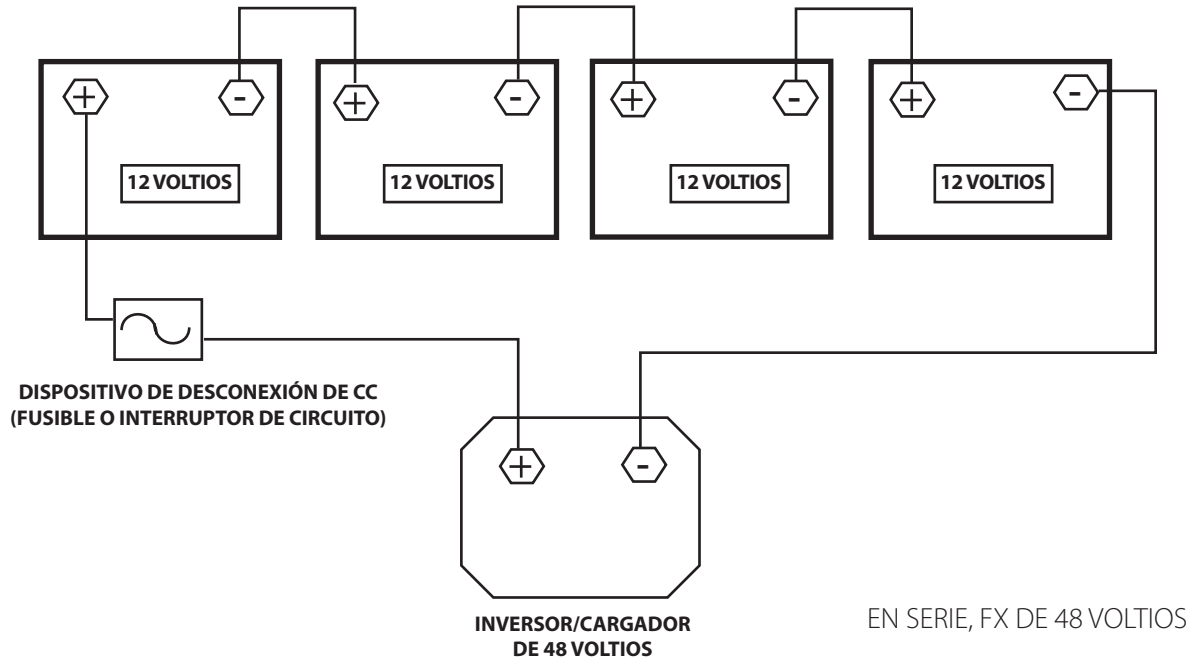 + - + - + - + -
12 VOLTIOS 12 VOLTIOS 12 VOLTIOS 12 VOLTIOS
DISPOSITIVO DE DESCONEXIÓN DE CC
(FUSIBLE O INTERRUPTOR DE CIRCUITO)
+ -
INVERSOR/CARGADOR
DE 48 VOLTIOS
EN SERIE, FX DE 48 VOLTIOS